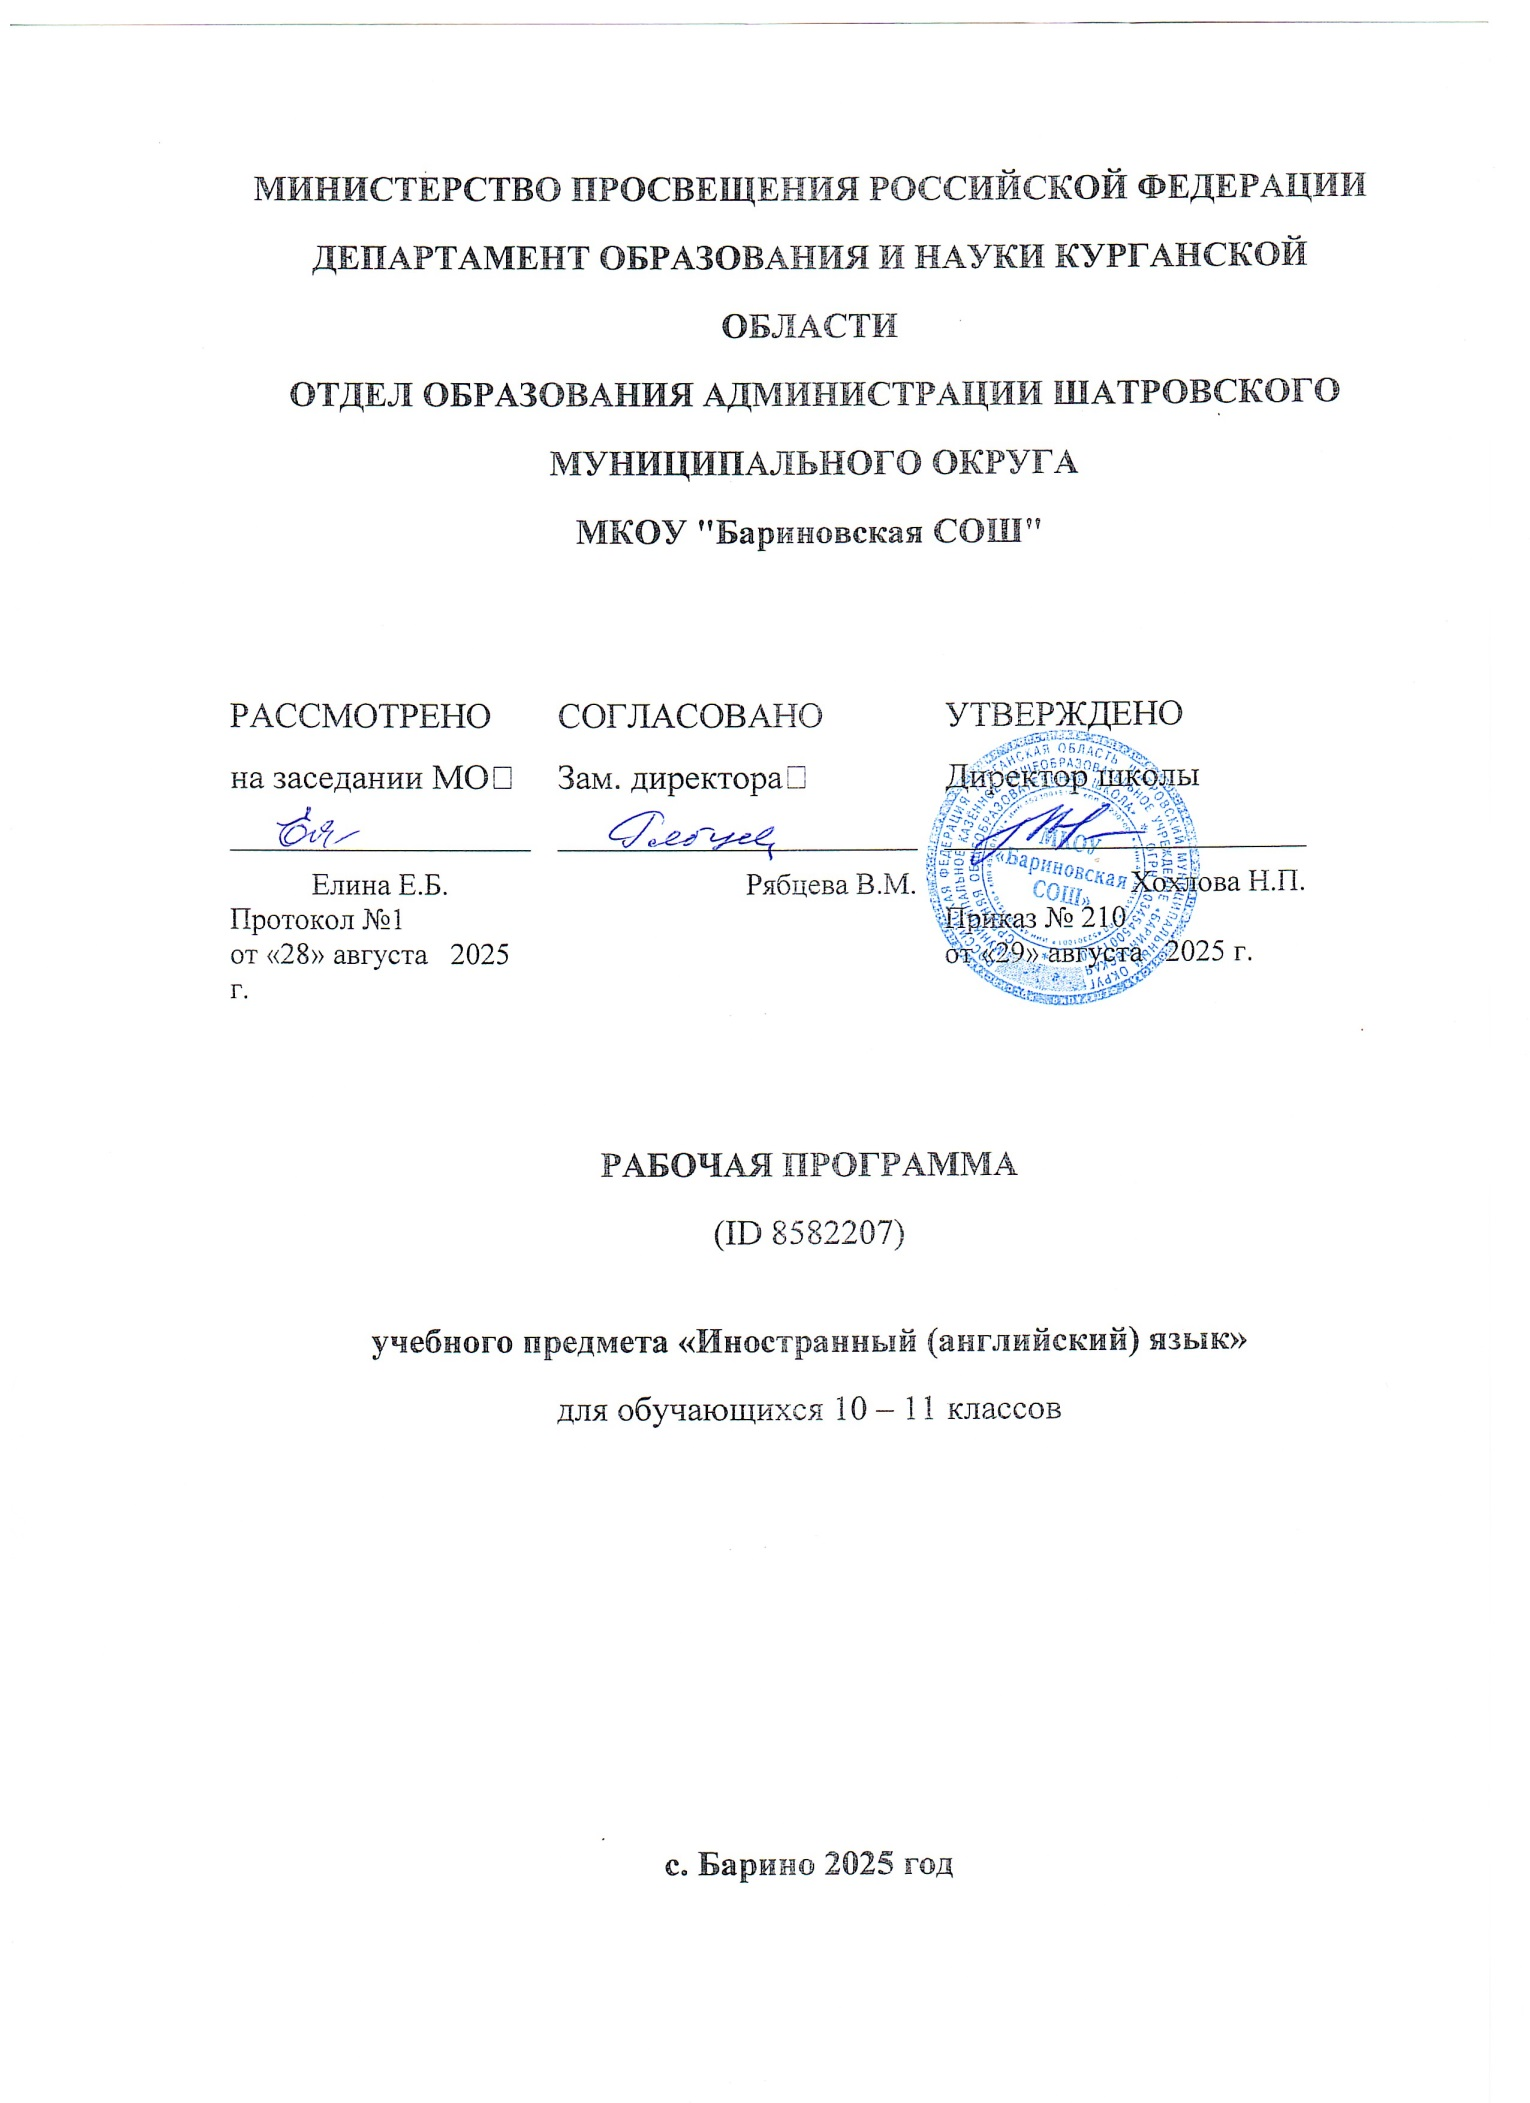 МИНИСТЕРСТВО ПРОСВЕЩЕНИЯ РОССИЙСКОЙ ФЕДЕРАЦИИ
ДЕПАРТАМЕНТ ОБРАЗОВАНИЯ И НАУКИ КУРГАНСКОЙ
ОБЛАСТИ
ОТДЕЛ ОБРАЗОВАНИЯ АДМИНИСТРАЦИИ ШАТРОВСКОГО
МУНИЦИПАЛЬНОГО ОКРУГА
МКОУ "Бариновская СОШ"
РАССМОТРЕНО
на заседании МО
Елина Е.Б.
Протокол №1
от «28» августа 2025
г.
СОГЛАСОВАНО
Зам. директора
Рябцева В.М.
УТВЕРЖДЕНО
Директор школы
Хохлова Н.П.
Приказ № 210
от «29» августа 2025 г.
МКОУ
«Бариновская
СОШ»
РАБОЧАЯ ПРОГРАММА
(ID 8582207)
учебного предмета «Иностранный (английский) язык»
для обучающихся 10 – 11 классов
с. Барино 2025 год